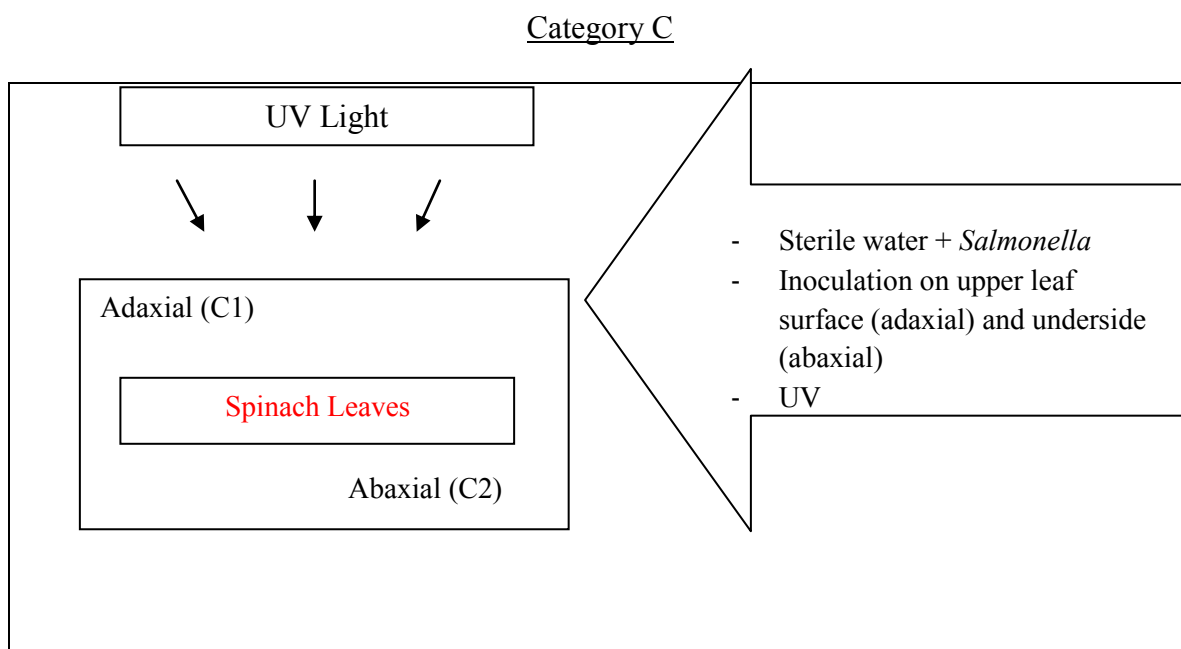 Category C
UV Light
Adaxial (C1)
Spinach Leaves
Abaxial (C2)
- Sterile water + Salmonella
- Inoculation on upper leaf
surface (adaxial) and underside
(abaxial)
- UV